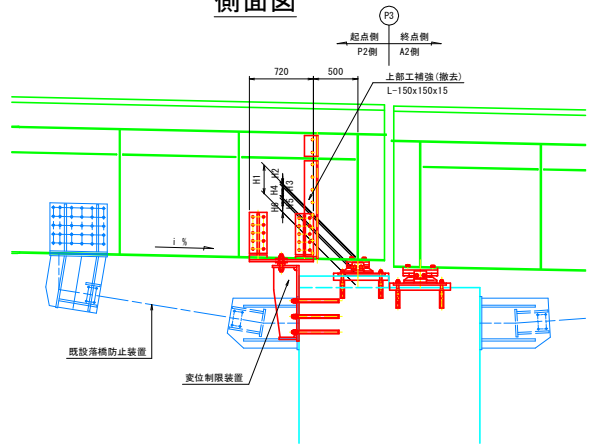 側面図
P3
起点側 終点側
P2側 A2側
720 500
上部工補強(撤去)
L-150x150x15
H1
H2
H3
H4
H5
H6
i %
既設落橋防止装置
変位制限装置